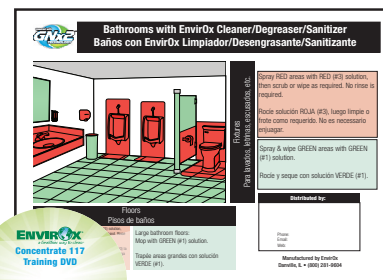 GNX2
Bathrooms with EnvirOx Cleaner/Degreaser/Sanitizer
Baños con EnvirOx Limpiador/Desengrasante/Sanitizante
Fixtures
Para lavados, letrinas, escusados, etc.
Spray RED areas with RED (#3) solution,
then scrub or wipe as required. No rinse is
required.
Rocíe solución ROJA (#3), luego limpie o
frote como requerido. No es necesario
enjuagar.
Spray & wipe GREEN areas with GREEN
(#1) solution.
Rocíe y seque con solución VERDE (#1).
Floors
Pisos de baños
Large bathroom floors:
Mop with GREEN (#1) solution.
Trapée areas grandes con solución
VERDE (#1).
Distributed by:
Phone:
Email:
Web:
Manufactured by EnvirOx
Danville, IL • (800) 281-9604
ENVIROX
Concentrate 117
Training DVD